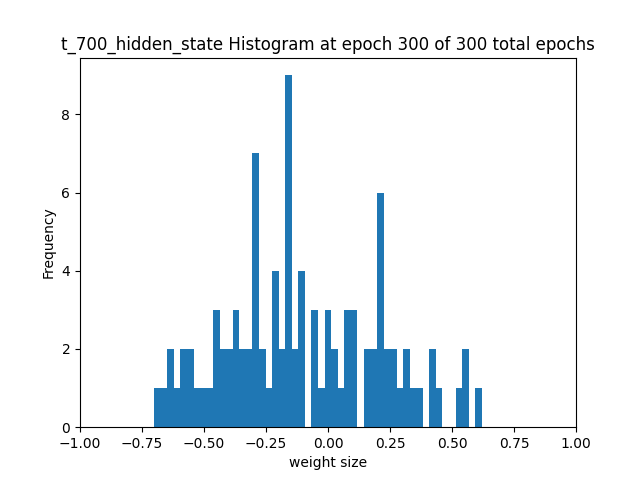 t_700_hidden_state Histogram at epoch 300 of 300 total epochs
8
6
4
2
0
Frequency
−1.00 −0.75 −0.50 −0.25 0.00 0.25 0.50 0.75 1.00
weight size